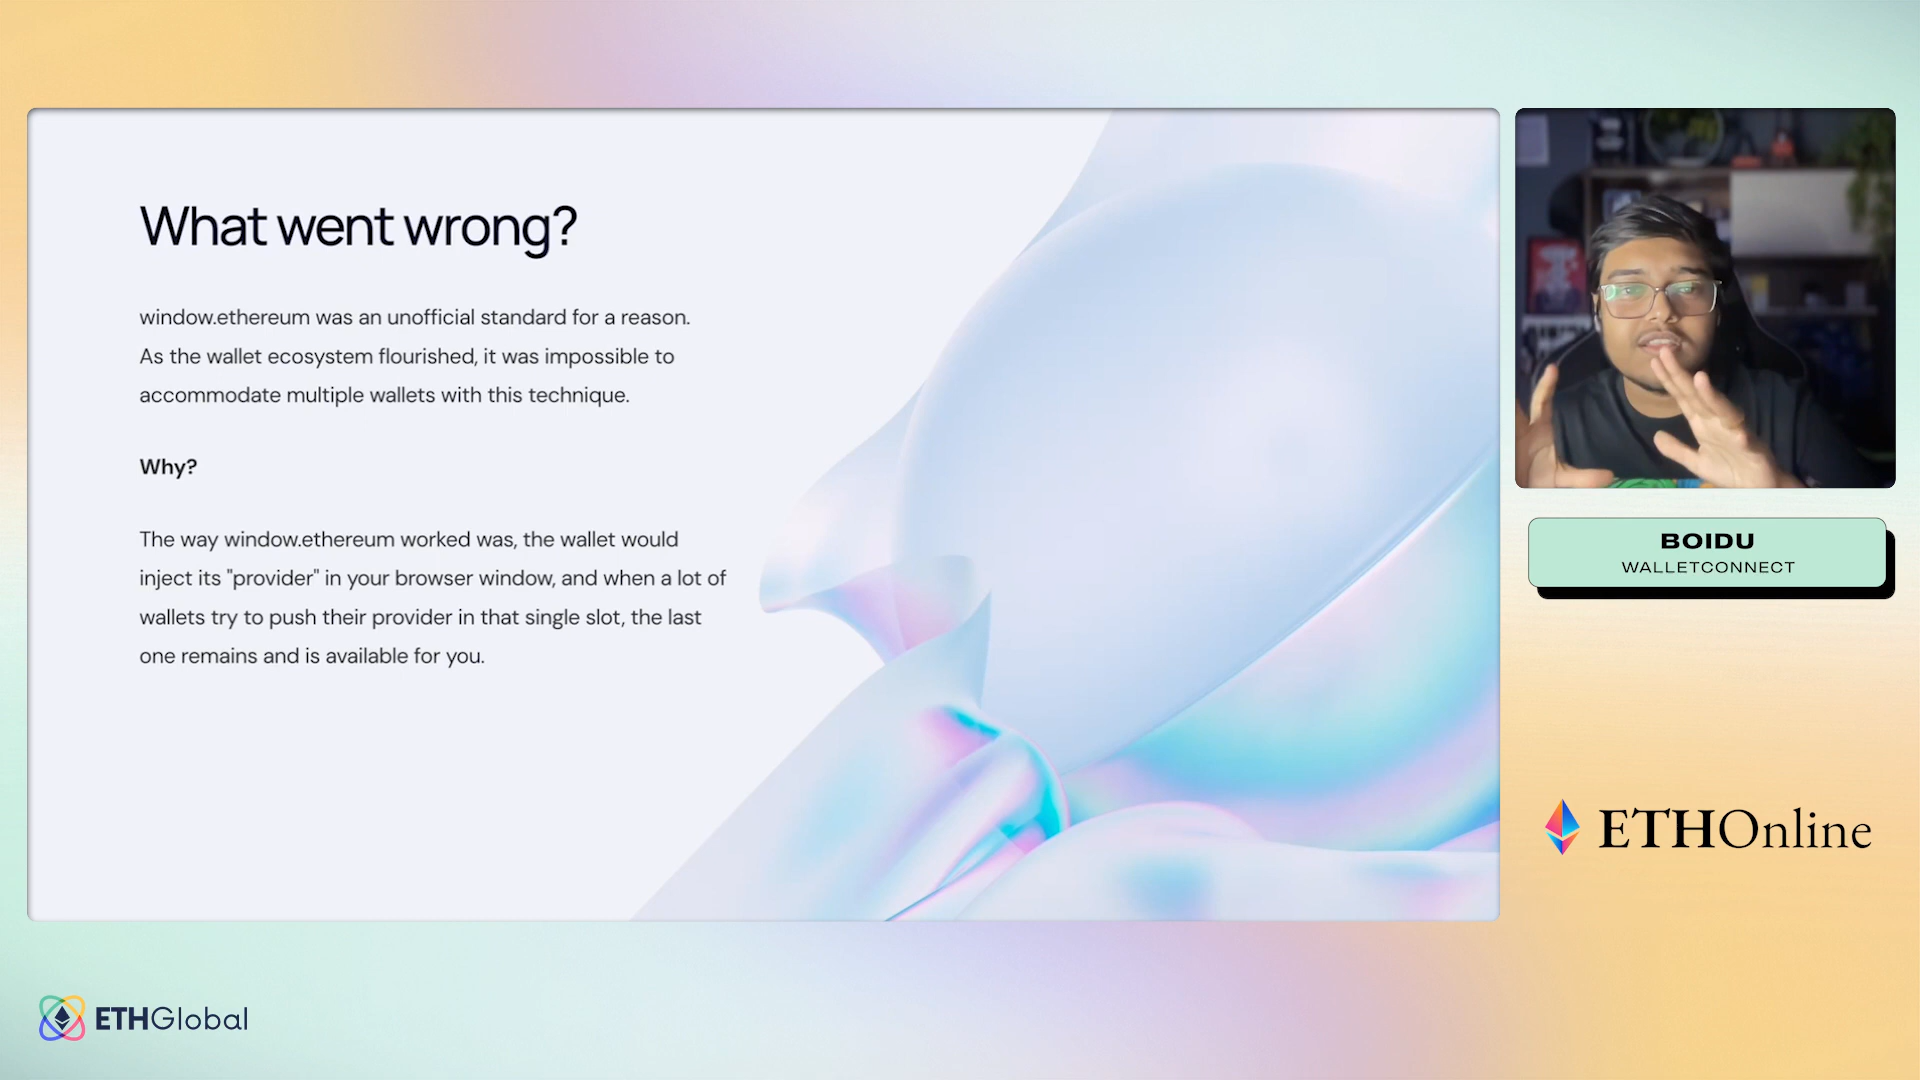 What went wrong?
window.ethereum was an unofficial standard for a reason.
As the wallet ecosystem flourished, it was impossible to
accommodate multiple wallets with this technique.
Why?
The way window.ethereum worked was, the wallet would
inject its "provider" in your browser window, and when a lot of
wallets try to push their provider in that single slot, the last
one remains and is available for you.
BOIDU
WALLETCONNECT
ETHOnline
ETHGlobal